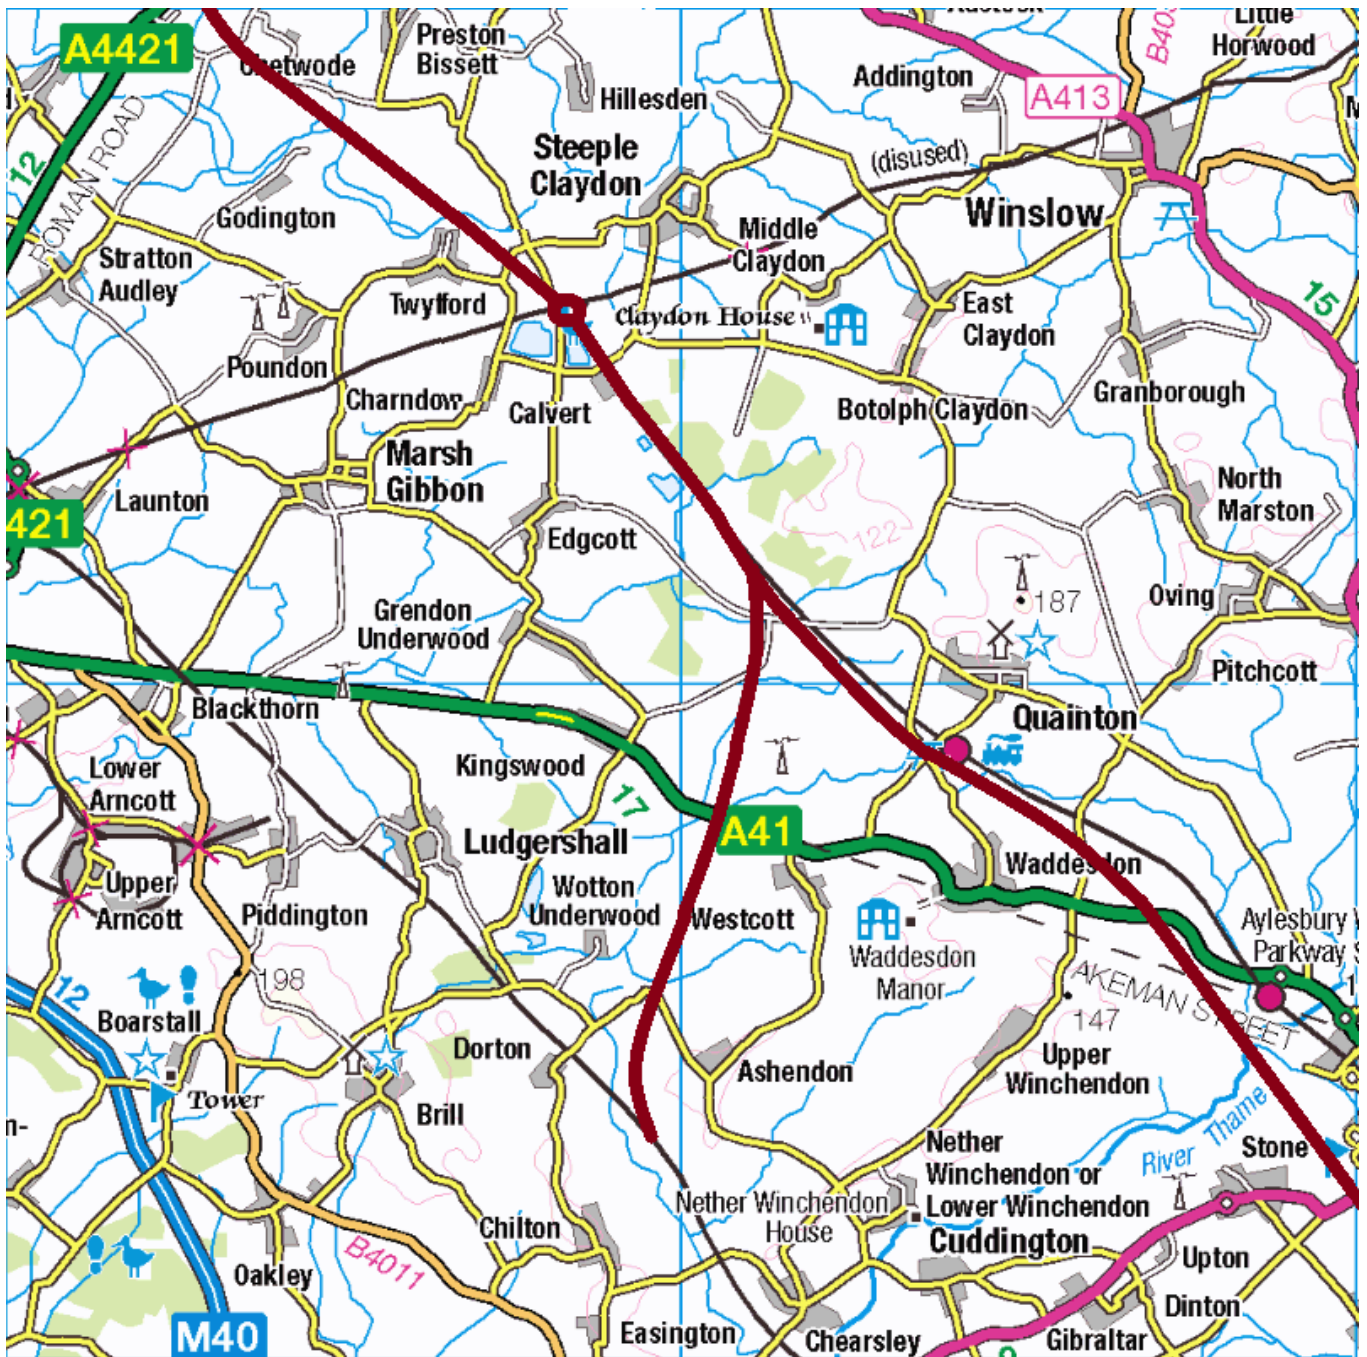 Little
Horwood
B403
A4421
Chetwode
Preston
Bissett
Addington
Hillesden
A413
12
ROMAN ROAD
Steeple
Claydon
(disused)
Godington
Winslow
Middle
Claydon
Stratton
Audley
Twyford
Claydon House
East
Claydon
15
Poundon
Charndon
Calvert
Botolph Claydon
Granborough
Marsh
Gibbon
Launton
North
Marston
421
Edgcott
122
187
Oving
Grendon
Underwood
Pitchcott
Blackthorn
Quainton
Kingswood
Lower
Arncott
17
A41
Ludgershall
Waddesdon
Upper
Arncott
Piddington
Wotton
Underwood
Westcott
Aylesbury
Parkway
Waddesdon
Manor
198
AKEMAN STREET
12
147
Boarstall
Dorton
Ashendon
Upper
Winchendon
Tower
Brill
Nether
Winchendon or
Lower Winchendon
River Thame
Stone
Nether Winchendon
House
Chilton
Cuddington
Upton
B4011
Oakley
Dinton
M40
Easington
Chearsley
Gibraltar